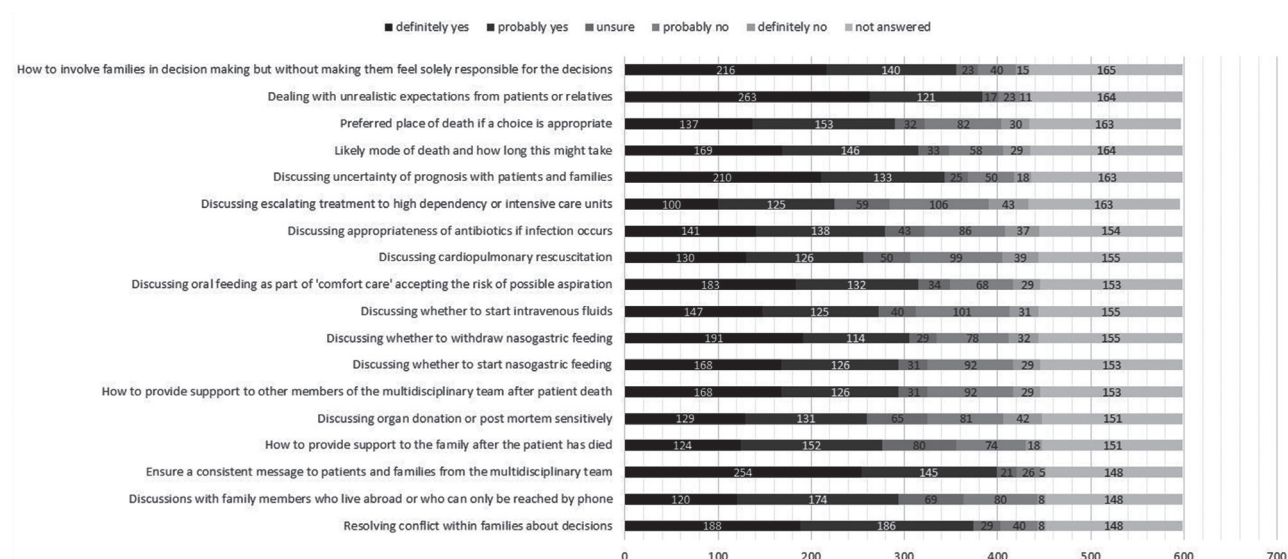 definitely yes probably yes unsure probably no definitely no not answered
How to involve families in decision making but without making them feel solely responsible for the decisions 216 140 23 40 15 165
Dealing with unrealistic expectations from patients or relatives 263 121 17 23 11 164
Preferred place of death if a choice is appropriate 137 153 32 82 30 163
Likely mode of death and how long this might take 169 146 33 58 29 164
Discussing uncertainty of prognosis with patients and families 210 133 25 50 18 163
Discussing escalating treatment to high dependency or intensive care units 100 125 59 106 43 163
Discussing appropriateness of antibiotics if infection occurs 141 138 43 86 37 154
Discussing cardiopulmonary rescuscitation 130 126 50 99 39 155
Discussing oral feeding as part of 'comfort care' accepting the risk of possible aspiration 183 132 34 68 29 153
Discussing whether to start intravenous fluids 147 125 40 101 31 155
Discussing whether to withdraw nasogastric feeding 191 114 29 78 32 155
Discussing whether to start nasogastric feeding 168 126 31 92 29 153
How to provide suppport to other members of the multidisciplinary team after patient death 168 126 31 92 29 153
Discussing organ donation or post mortem sensitively 129 131 65 81 42 151
How to provide support to the family after the patient has died 124 152 80 74 18 151
Ensure a consistent message to patients and families from the multidisciplinary team 254 145 21 26 5 148
Discussions with family members who live abroad or who can only be reached by phone 120 174 69 80 8 148
Resolving conflict within families about decisions 188 186 29 40 8 148
0 100 200 300 400 500 600 700